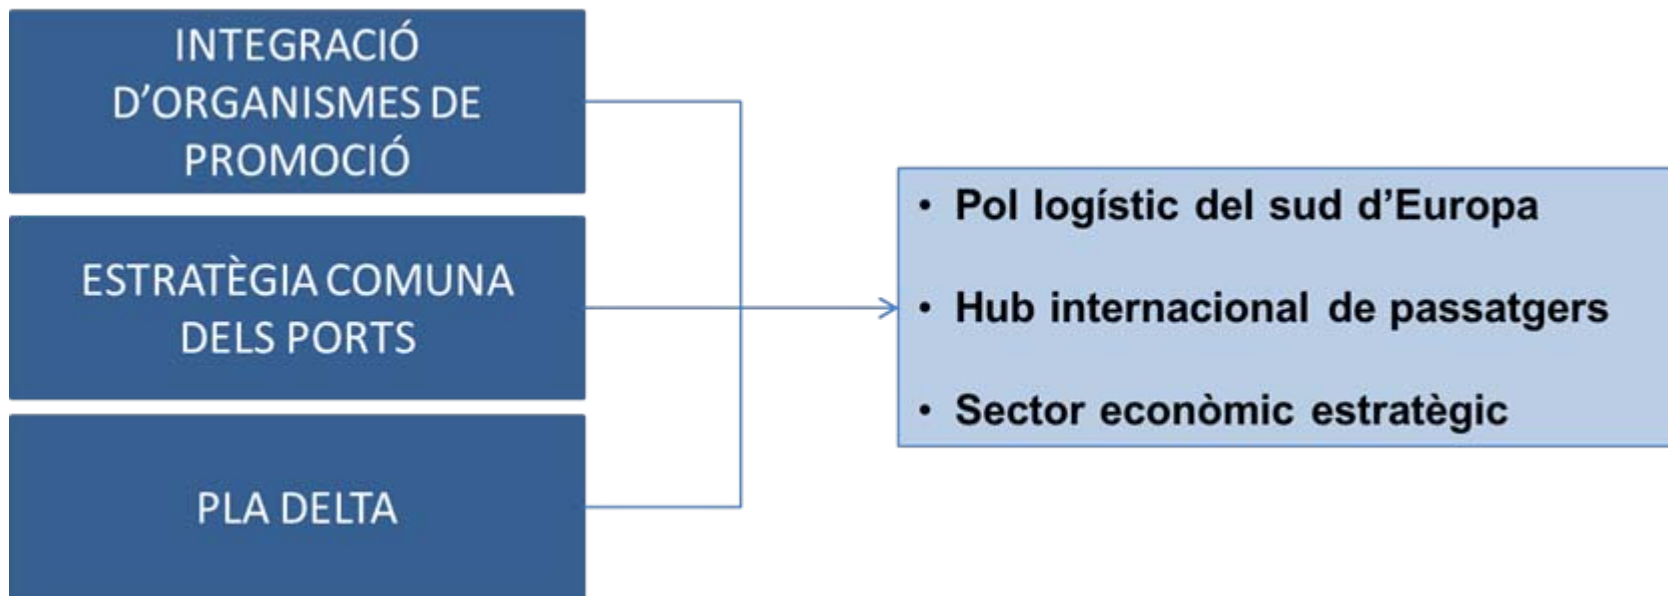 INTEGRACIÓ
D’ORGANISMES DE
PROMOCIÓ
ESTRATÈGIA COMUNA
DELS PORTS
PLA DELTA
• Pol logístic del sud d’Europa
• Hub internacional de passatgers
• Sector econòmic estratègic